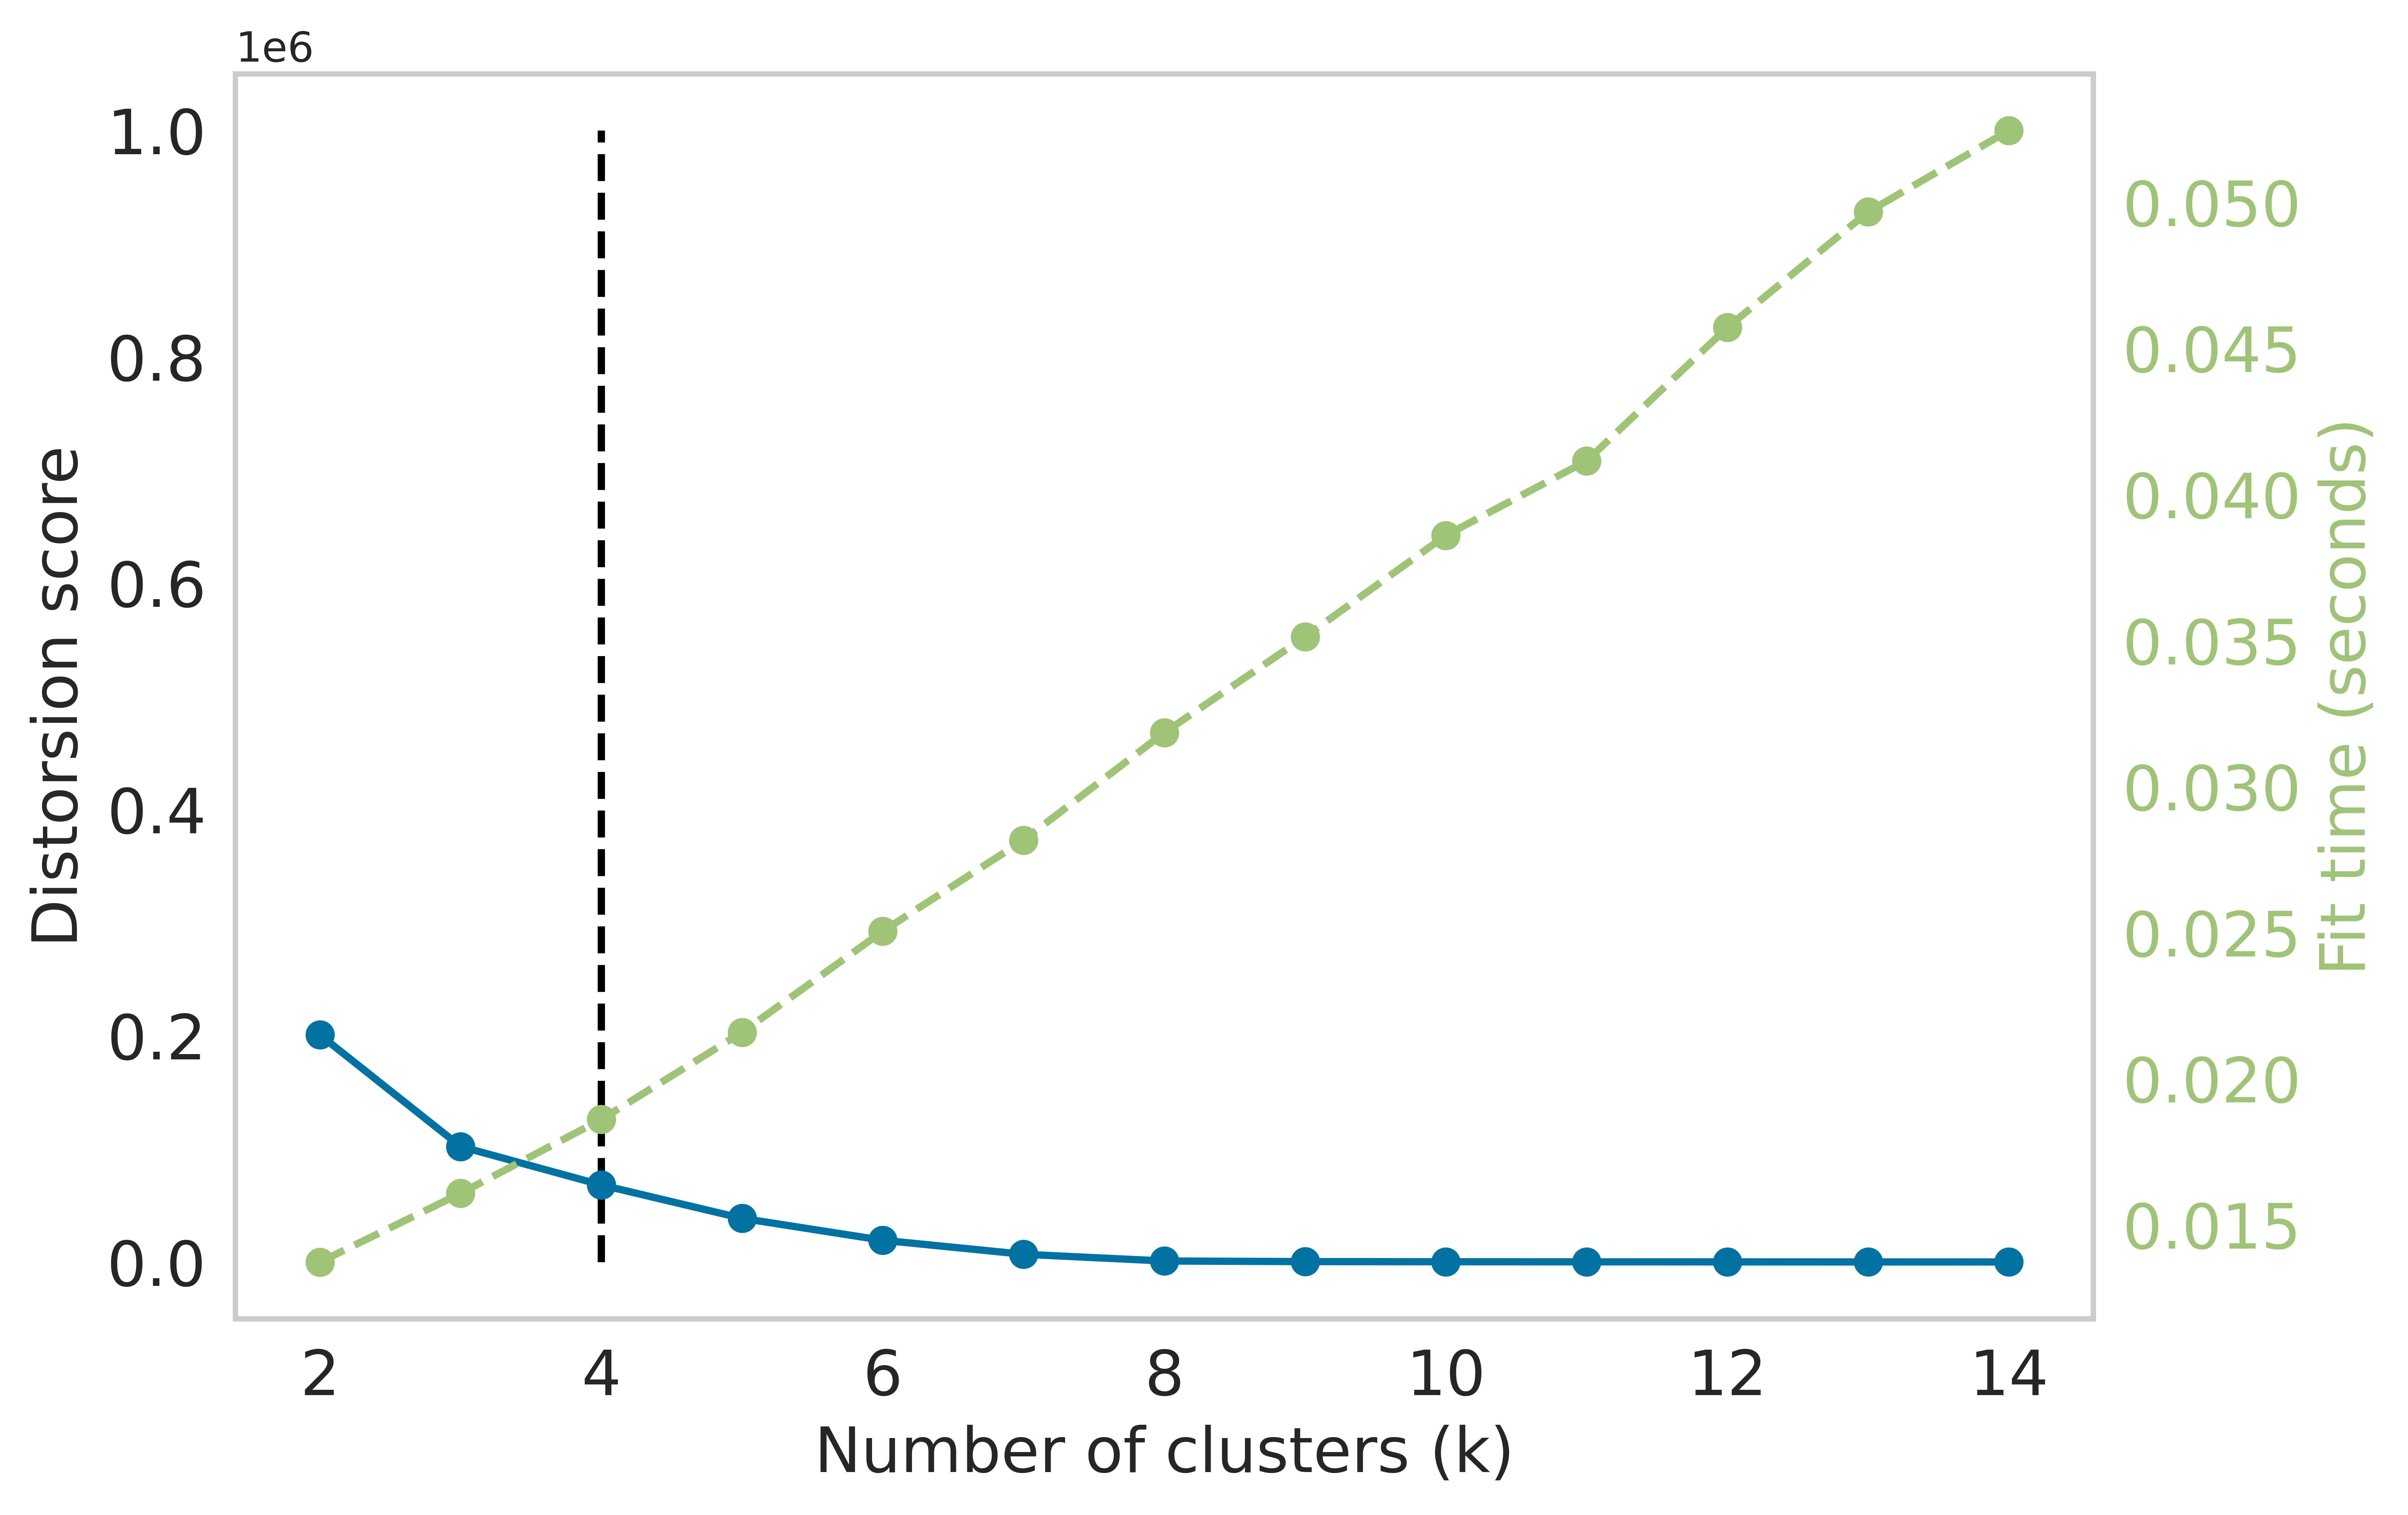 1e6
1.0
0.8
0.6
0.4
0.2
0.0
Distorsion score
0.050
0.045
0.040
0.035
0.030
0.025
0.020
0.015
Fit time (seconds)
2 4 6 8 10 12 14
Number of clusters (k)